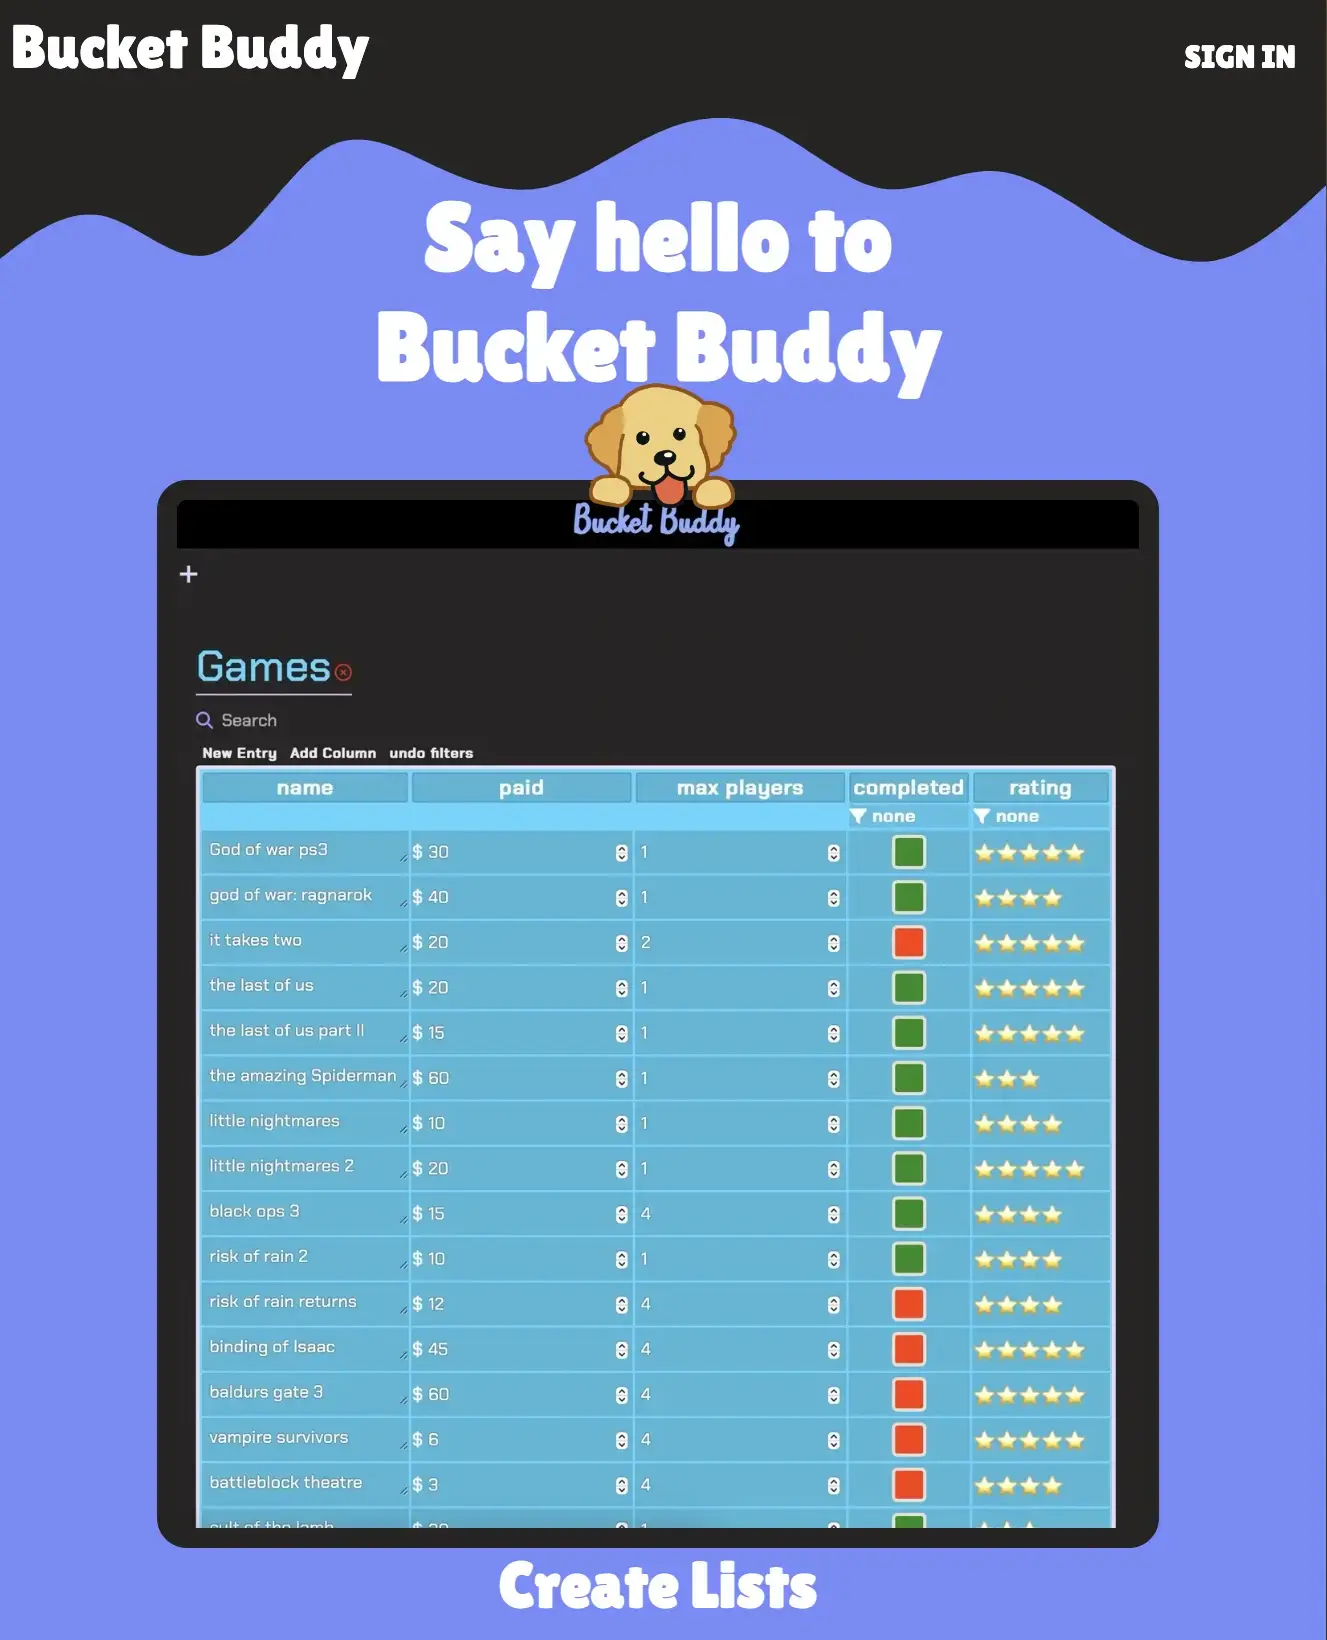 Bucket Buddy
SIGN IN
Say hello to
Bucket Buddy
Bucket Buddy
+
Games
Search
New Entry Add Column undo filters
name paid max players completed rating
none none
God of war ps3 $ 30 1
god of war: ragnarok $ 40 1
it takes two $ 20 2
the last of us $ 20 1
the last of us part II $ 15 1
the amazing Spiderman $ 60 1
little nightmares $ 10 1
little nightmares 2 $ 20 1
black ops 3 $ 15 4
risk of rain 2 $ 10 1
risk of rain returns $ 12 4
binding of Isaac $ 45 4
baldurs gate 3 $ 60 4
vampire survivors $ 6 4
battleblock theatre $ 3 4
cult of the lamb
Create Lists